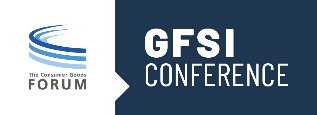 The Consumer Goods
FORUM
GFSI
CONFERENCE